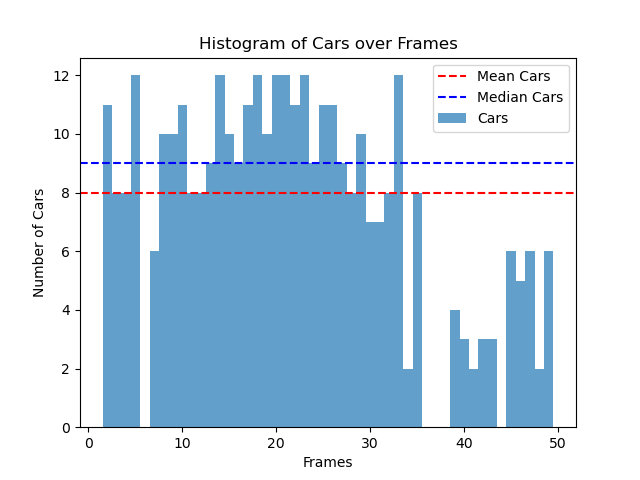 Histogram of Cars over Frames
Mean Cars
Median Cars
Cars
Number of Cars
12
10
8
6
4
2
0
0 10 20 30 40 50
Frames